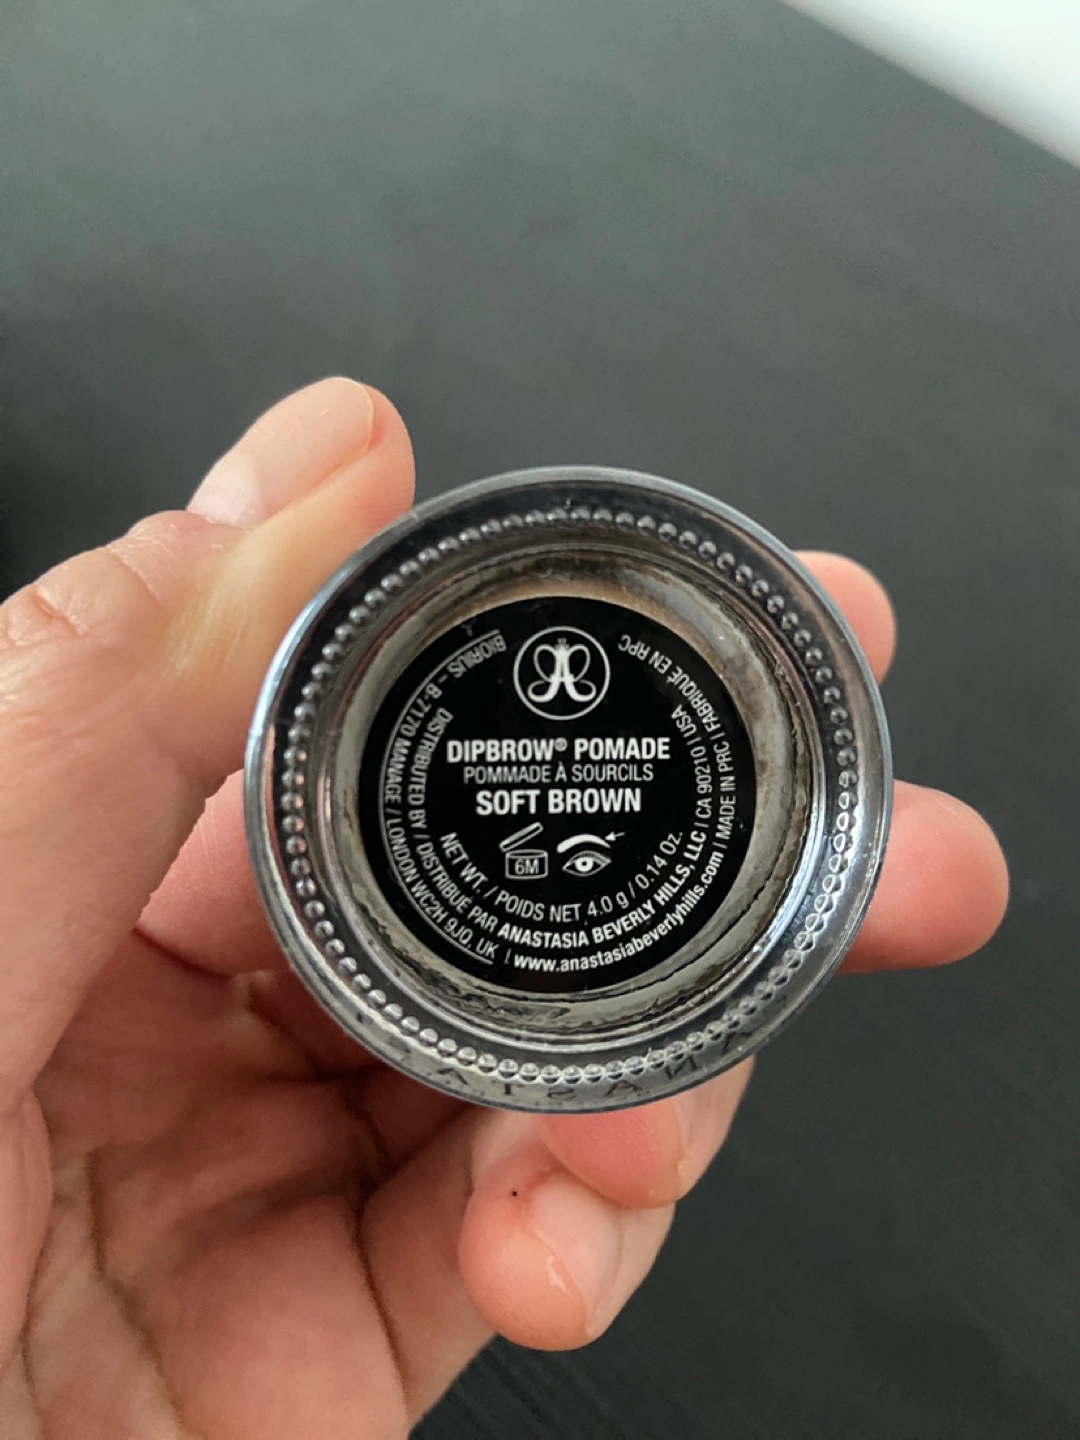 DIPBROW® POMADE
POMMADE À SOURCILS
SOFT BROWN
6M
NET WT. / POIDS NET 4.0 g / 0.14 Oz.
DISTRIBUTED BY / DISTRIBUÉ PAR ANASTASIA BEVERLY HILLS, LLC | CA 90210 | USA
BIORIUS – B-7170 MANAGE / LONDON WC2H 9JQ, UK | www.anastasiabeverlyhills.com | MADE IN PRC | FABRIQUÉ EN RPC